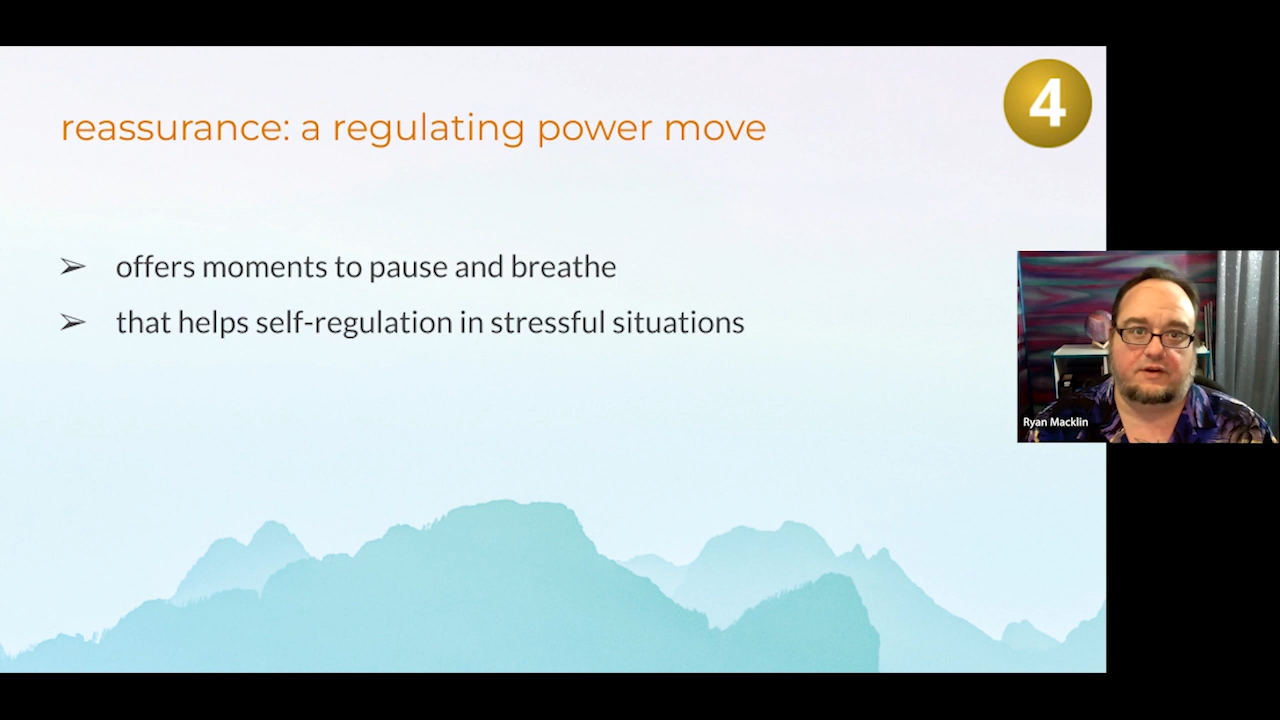 4
reassurance: a regulating power move
➢ offers moments to pause and breathe
➢ that helps self-regulation in stressful situations
Ryan Macklin